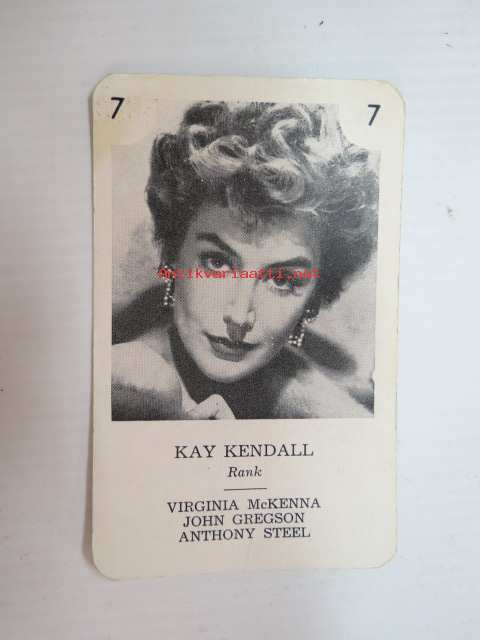 7 7
Antikvariaatti.net
KAY KENDALL
Rank
VIRGINIA McKENNA
JOHN GREGSON
ANTHONY STEEL